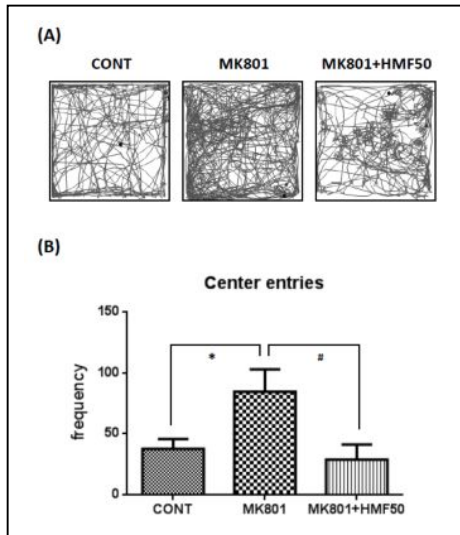 (A)
CONT MK801 MK801+HMF50
(B)
Center entries
150
100
50
0
frequency
* #
CONT MK801 MK801+HMF50